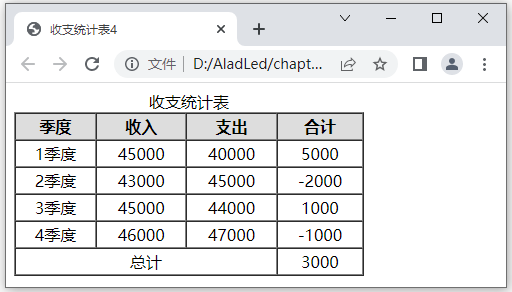 收支统计表4
文件 | D:/AladLed/chapt...
收支统计表
季度 收入 支出 合计
1季度 45000 40000 5000
2季度 43000 45000 -2000
3季度 45000 44000 1000
4季度 46000 47000 -1000
总计 3000